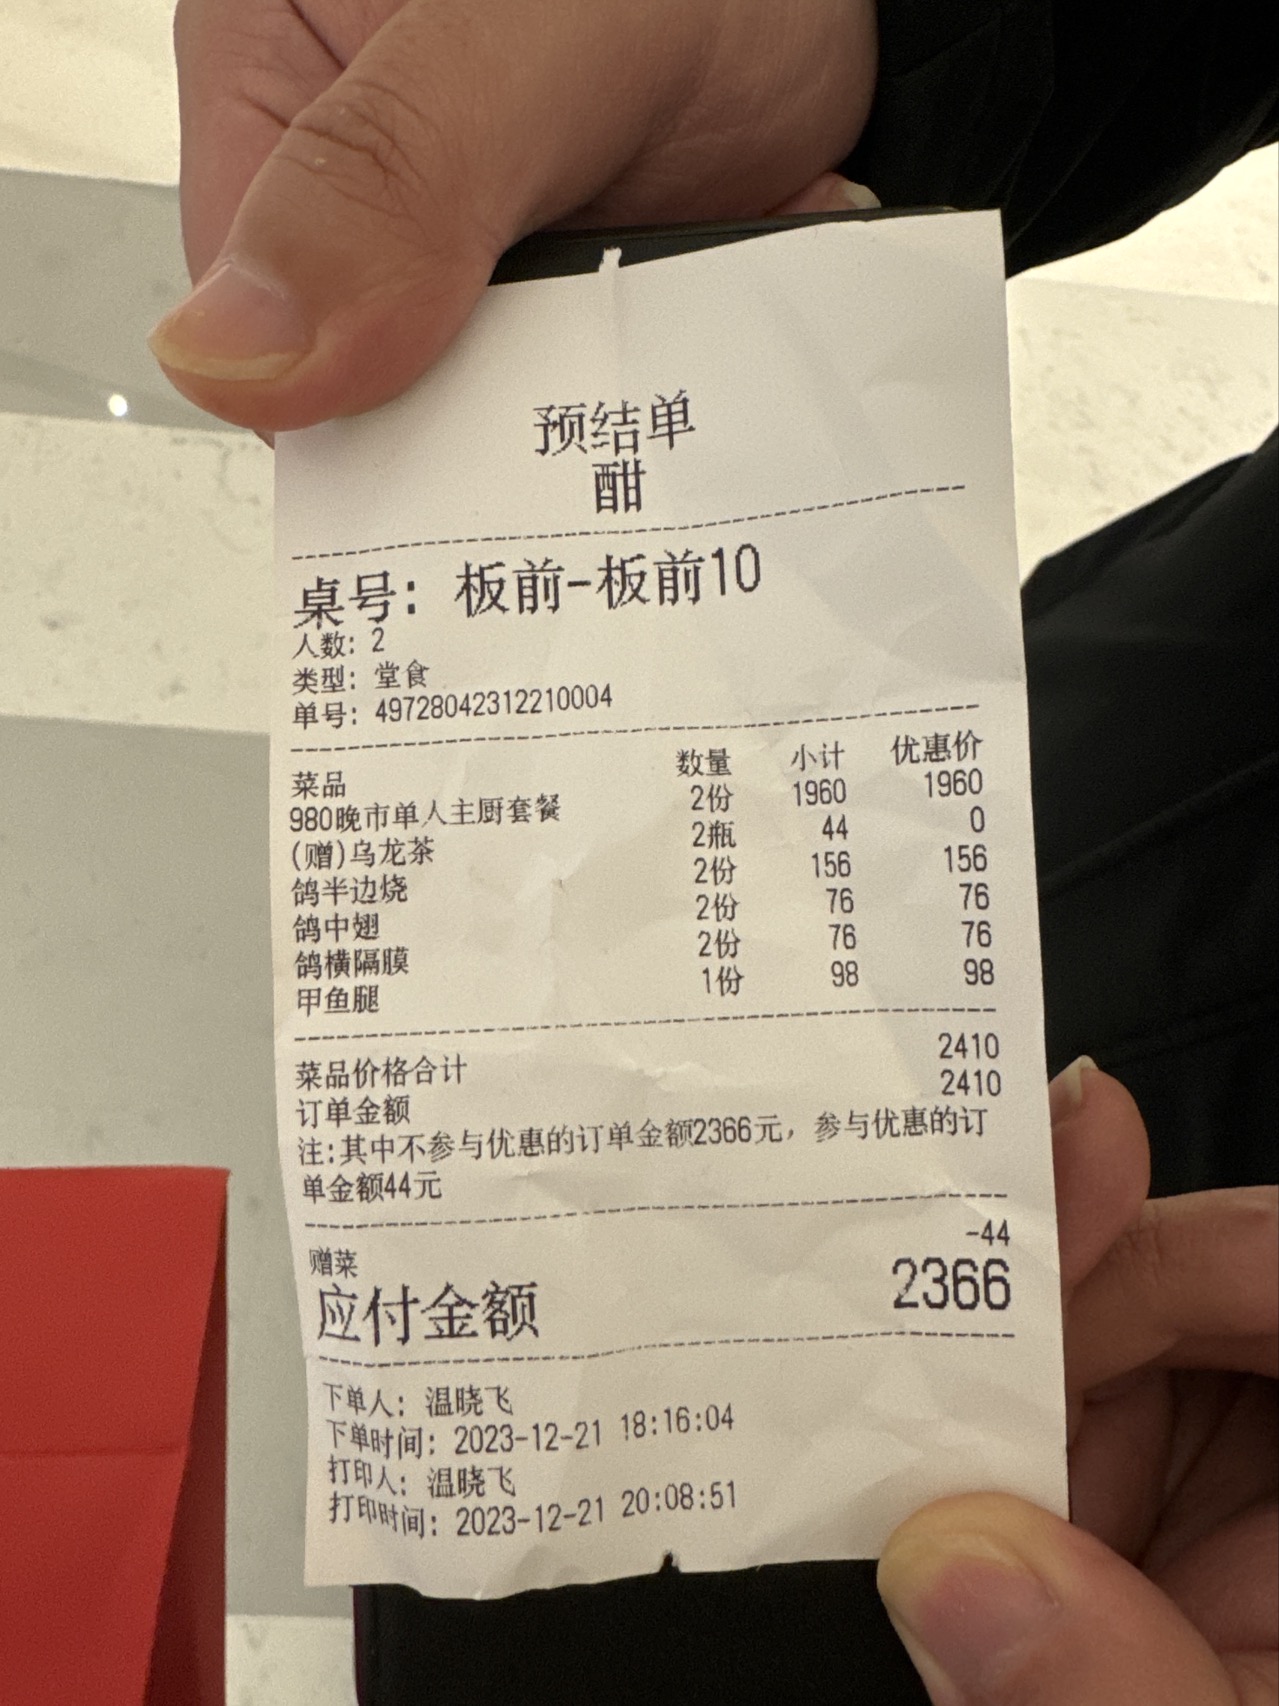 预结单
酣
桌号: 板前-板前10
人数: 2
类型: 堂食
单号: 49728042312210004
菜品 数量 小计 优惠价
980晚市单人主厨套餐 2份 1960 1960
(赠)乌龙茶 2瓶 44 0
鸽半边烧 2份 156 156
鸽中翅 2份 76 76
鸽横隔膜 2份 76 76
甲鱼腿 1份 98 98
菜品价格合计 2410
订单金额 2410
注:其中不参与优惠的订单金额2366元，参与优惠的订
单金额44元
赠菜 -44
应付金额 2366
下单人: 温晓飞
下单时间: 2023-12-21 18:16:04
打印人: 温晓飞
打印时间: 2023-12-21 20:08:51